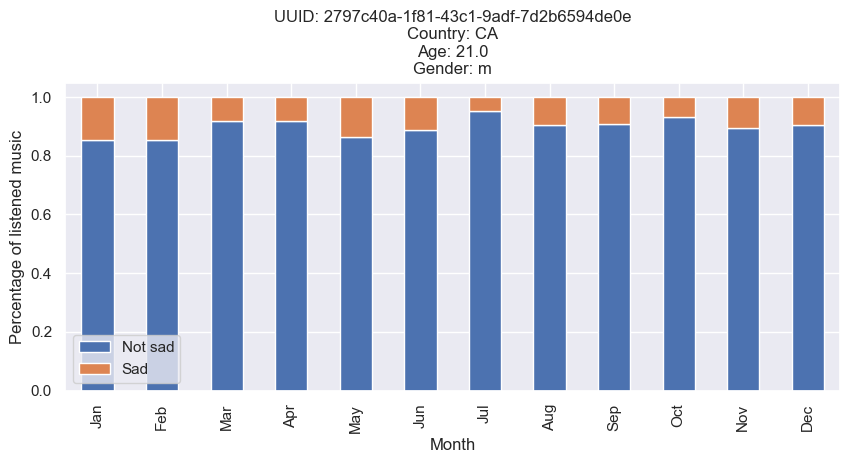 UUID: 2797c40a-1f81-43c1-9adf-7d2b6594de0e
Country: CA
Age: 21.0
Gender: m
Percentage of listened music
1.0
0.8
0.6
0.4
0.2
0.0
Not sad
Sad
Jan
Feb
Mar
Apr
May
Jun
Jul
Aug
Sep
Oct
Nov
Dec
Month